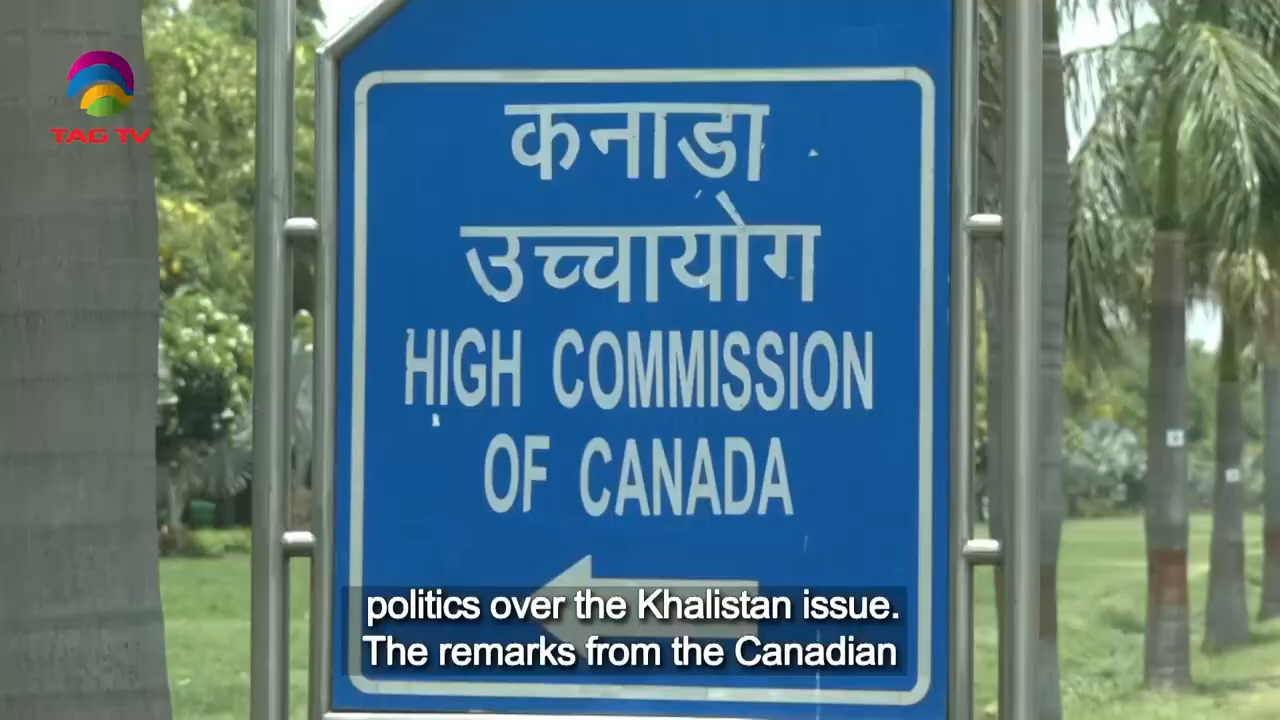 TAG TV
कनाडा
उच्चायोग
HIGH COMMISSION
OF CANADA
politics over the Khalistan issue.
The remarks from the Canadian